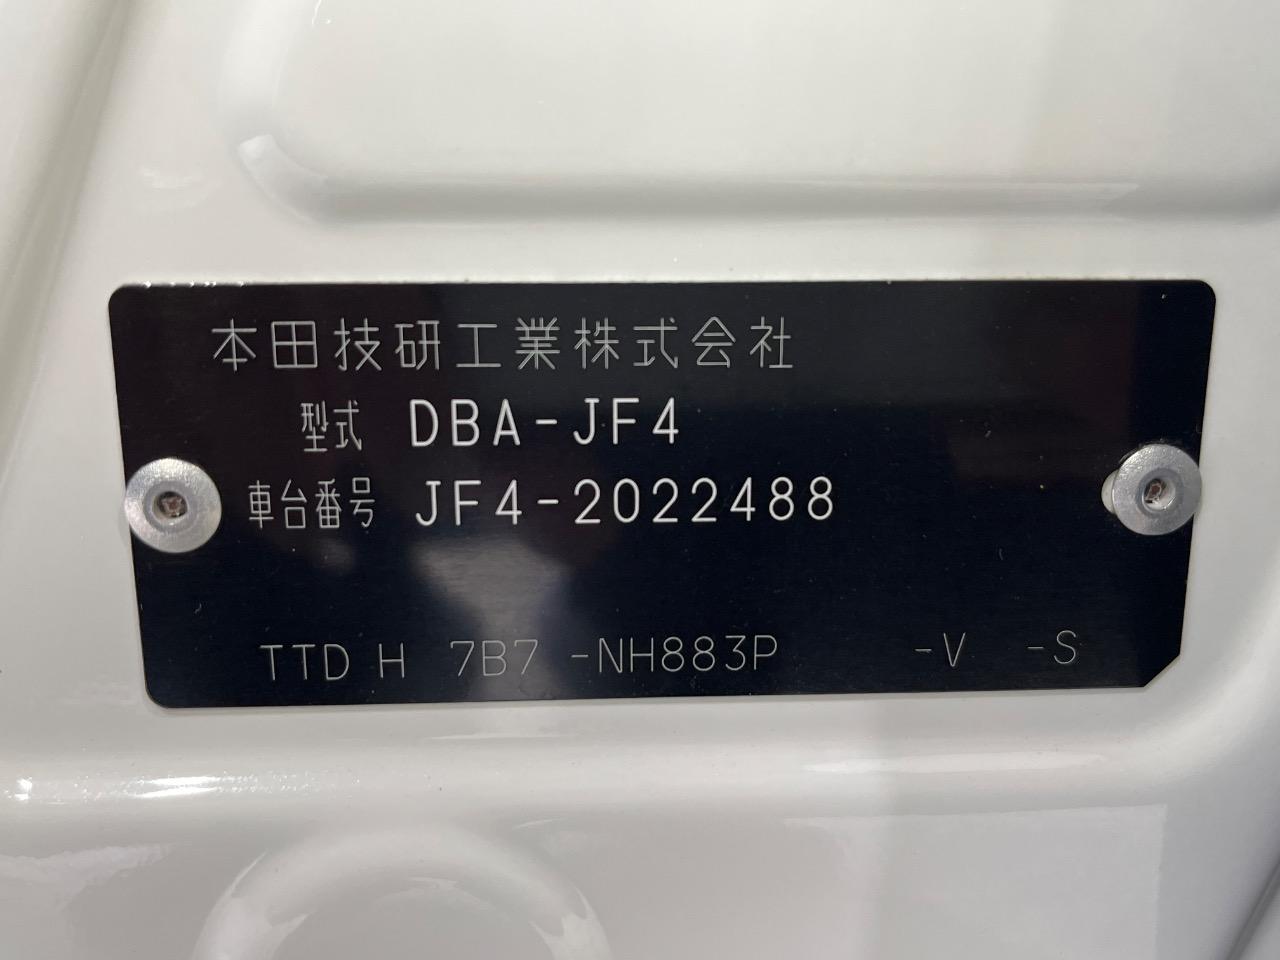 本田技研工業株式会社
型式 DBA-JF4
車台番号 JF4-2022488
TTD H 7B7 -NH883P -V -S